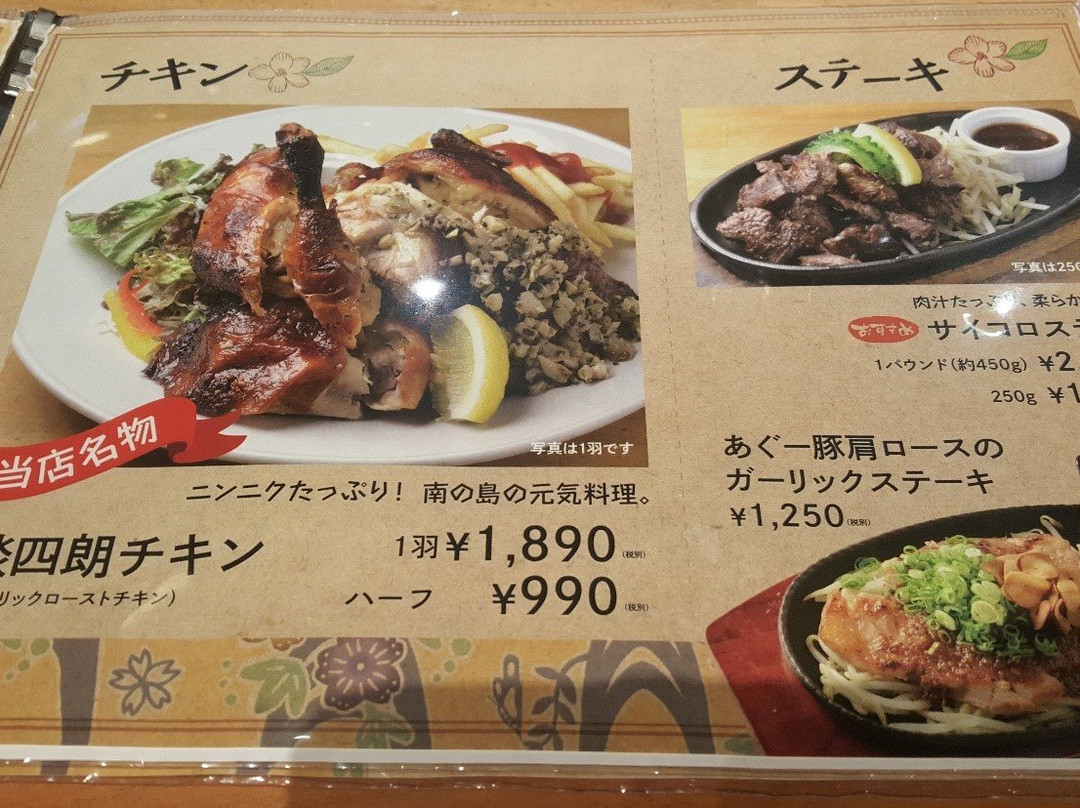 チキン
当店名物
写真は1羽です
ニンニクたっぷり! 南の島の元気料理。
四朗チキン
リックローストチキン)
1羽 ¥1,890 (税別)
ハーフ ¥990 (税別)
ステーキ
写真は250
肉汁たっぷり、柔らか
おすすめ サイコロステ
1パウンド(約450g) ¥2,
250g ¥1
あぐー豚肩ロースの
ガーリックステーキ
¥1,250 (税別)